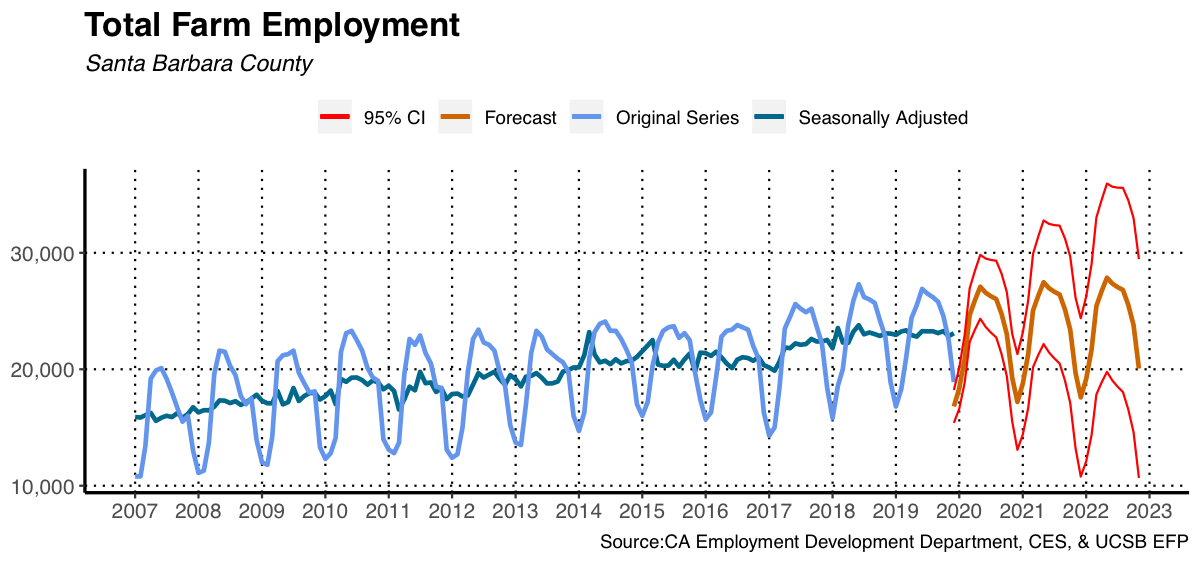 Total Farm Employment
Santa Barbara County
95% CI Forecast Original Series Seasonally Adjusted
30,000
20,000
10,000
2007 2008 2009 2010 2011 2012 2013 2014 2015 2016 2017 2018 2019 2020 2021 2022 2023
Source:CA Employment Development Department, CES, & UCSB EFP